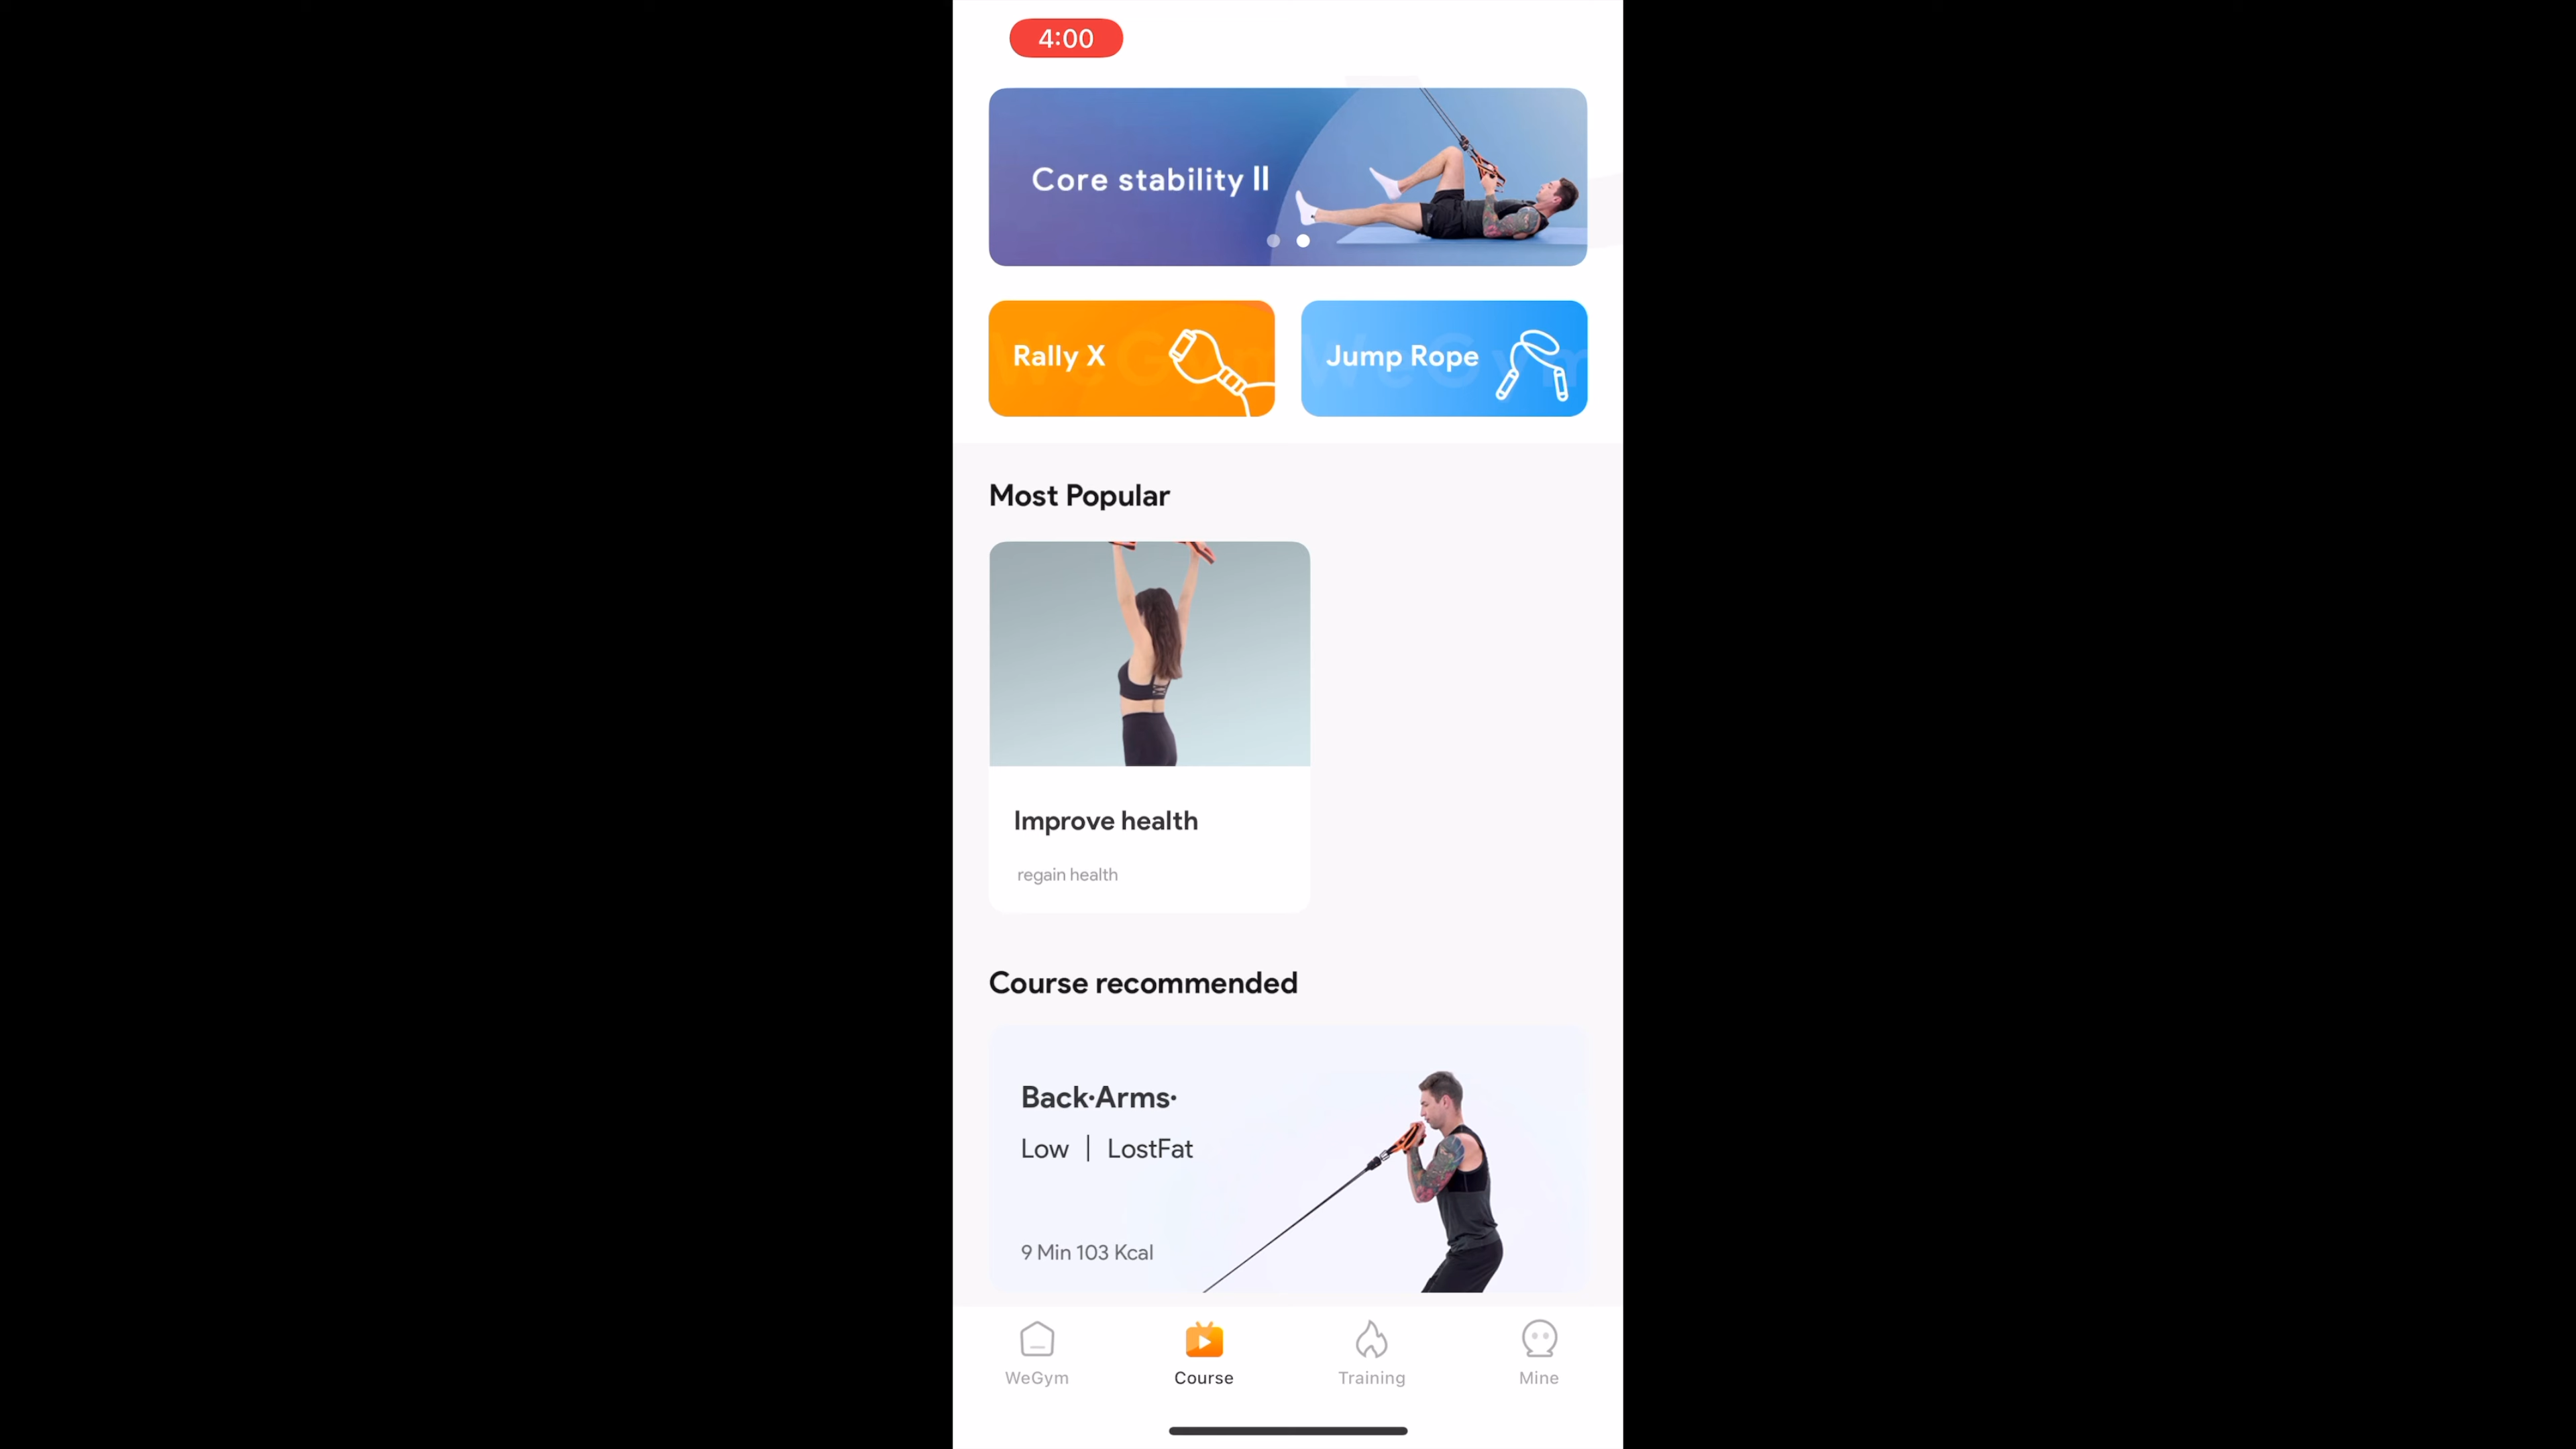 4:00
Core stability II
Rally X
Jump Rope
Most Popular
Improve health
regain health
Course recommended
Back·Arms·
Low | LostFat
9 Min 103 Kcal
WeGym
Course
Training
Mine